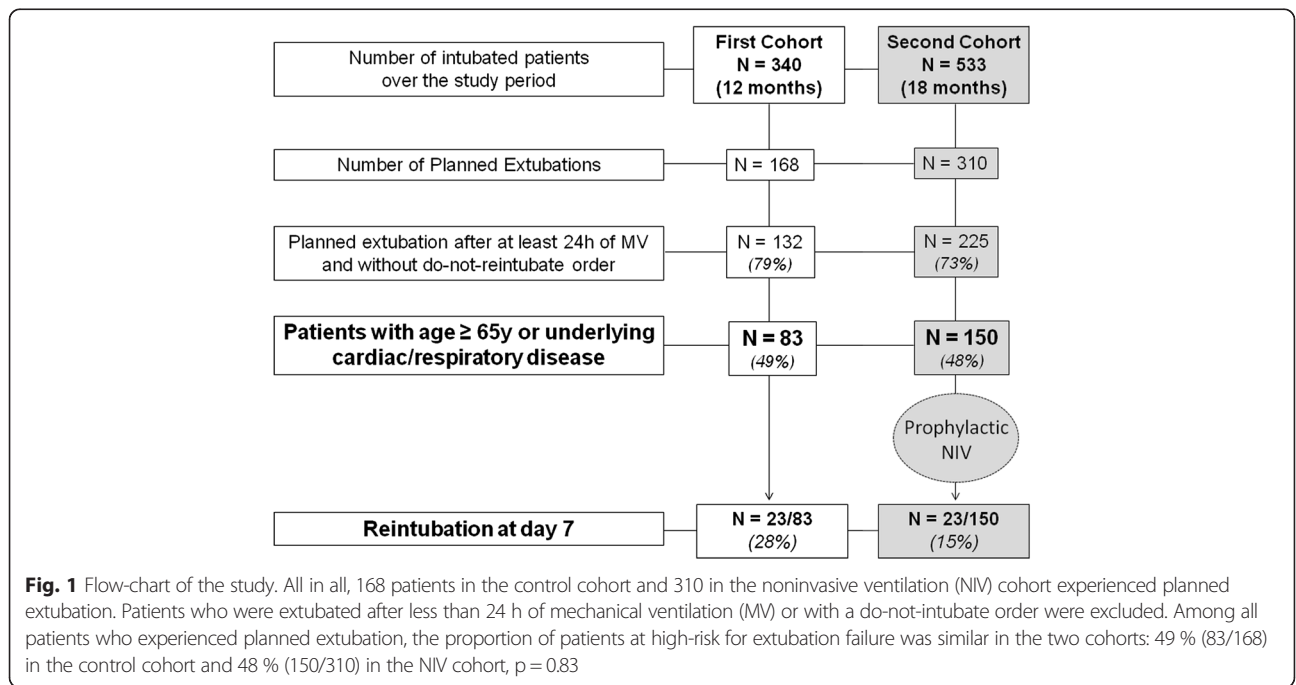 Number of intubated patients
over the study period
First Cohort
N = 340
(12 months)
Second Cohort
N = 533
(18 months)
Number of Planned Extubations
N = 168
N = 310
Planned extubation after at least 24h of MV
and without do-not-reintubate order
N = 132
(79%)
N = 225
(73%)
Patients with age ≥ 65y or underlying
cardiac/respiratory disease
N = 83
(49%)
N = 150
(48%)
Prophylactic
NIV
Reintubation at day 7
N = 23/83
(28%)
N = 23/150
(15%)
Fig. 1 Flow-chart of the study. All in all, 168 patients in the control cohort and 310 in the noninvasive ventilation (NIV) cohort experienced planned
extubation. Patients who were extubated after less than 24 h of mechanical ventilation (MV) or with a do-not-intubate order were excluded. Among all
patients who experienced planned extubation, the proportion of patients at high-risk for extubation failure was similar in the two cohorts: 49 % (83/168)
in the control cohort and 48 % (150/310) in the NIV cohort, p = 0.83